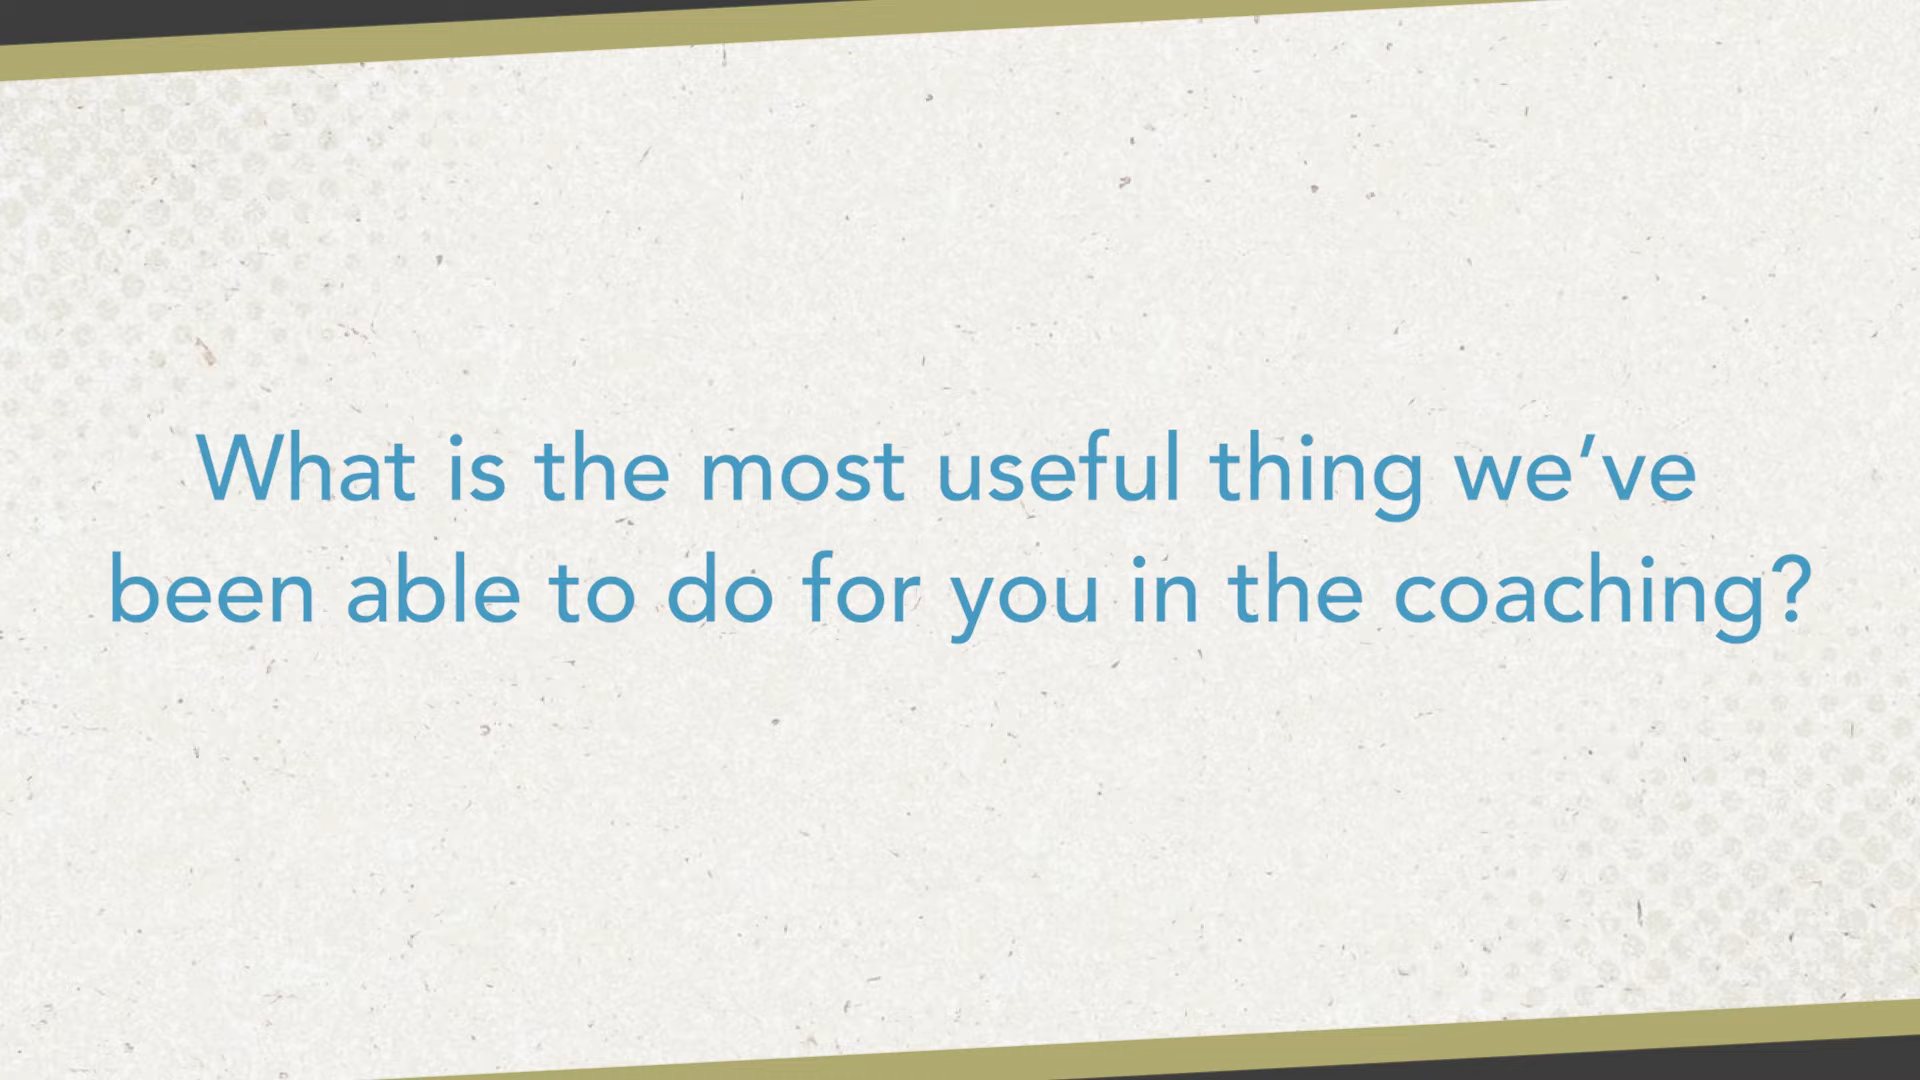 What is the most useful thing we’ve
been able to do for you in the coaching?